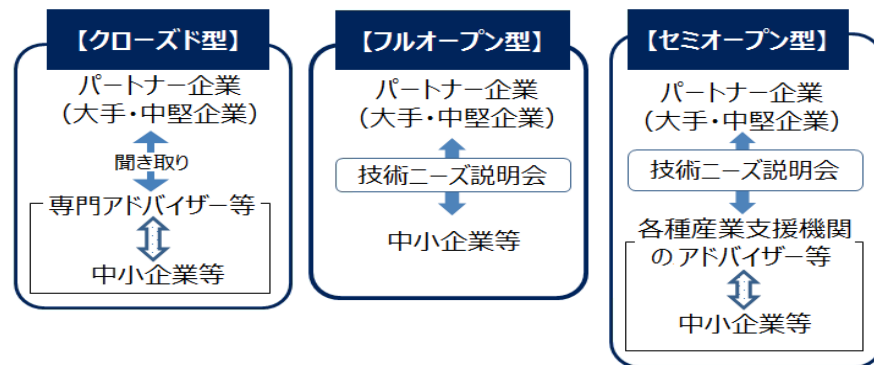 【クローズド型】
パートナー企業
（大手・中堅企業）
聞き取り
専門アドバイザー等
中小企業等
【フルオープン型】
パートナー企業
（大手・中堅企業）
技術ニーズ説明会
中小企業等
【セミオープン型】
パートナー企業
（大手・中堅企業）
技術ニーズ説明会
各種産業支援機関
のアドバイザー等
中小企業等